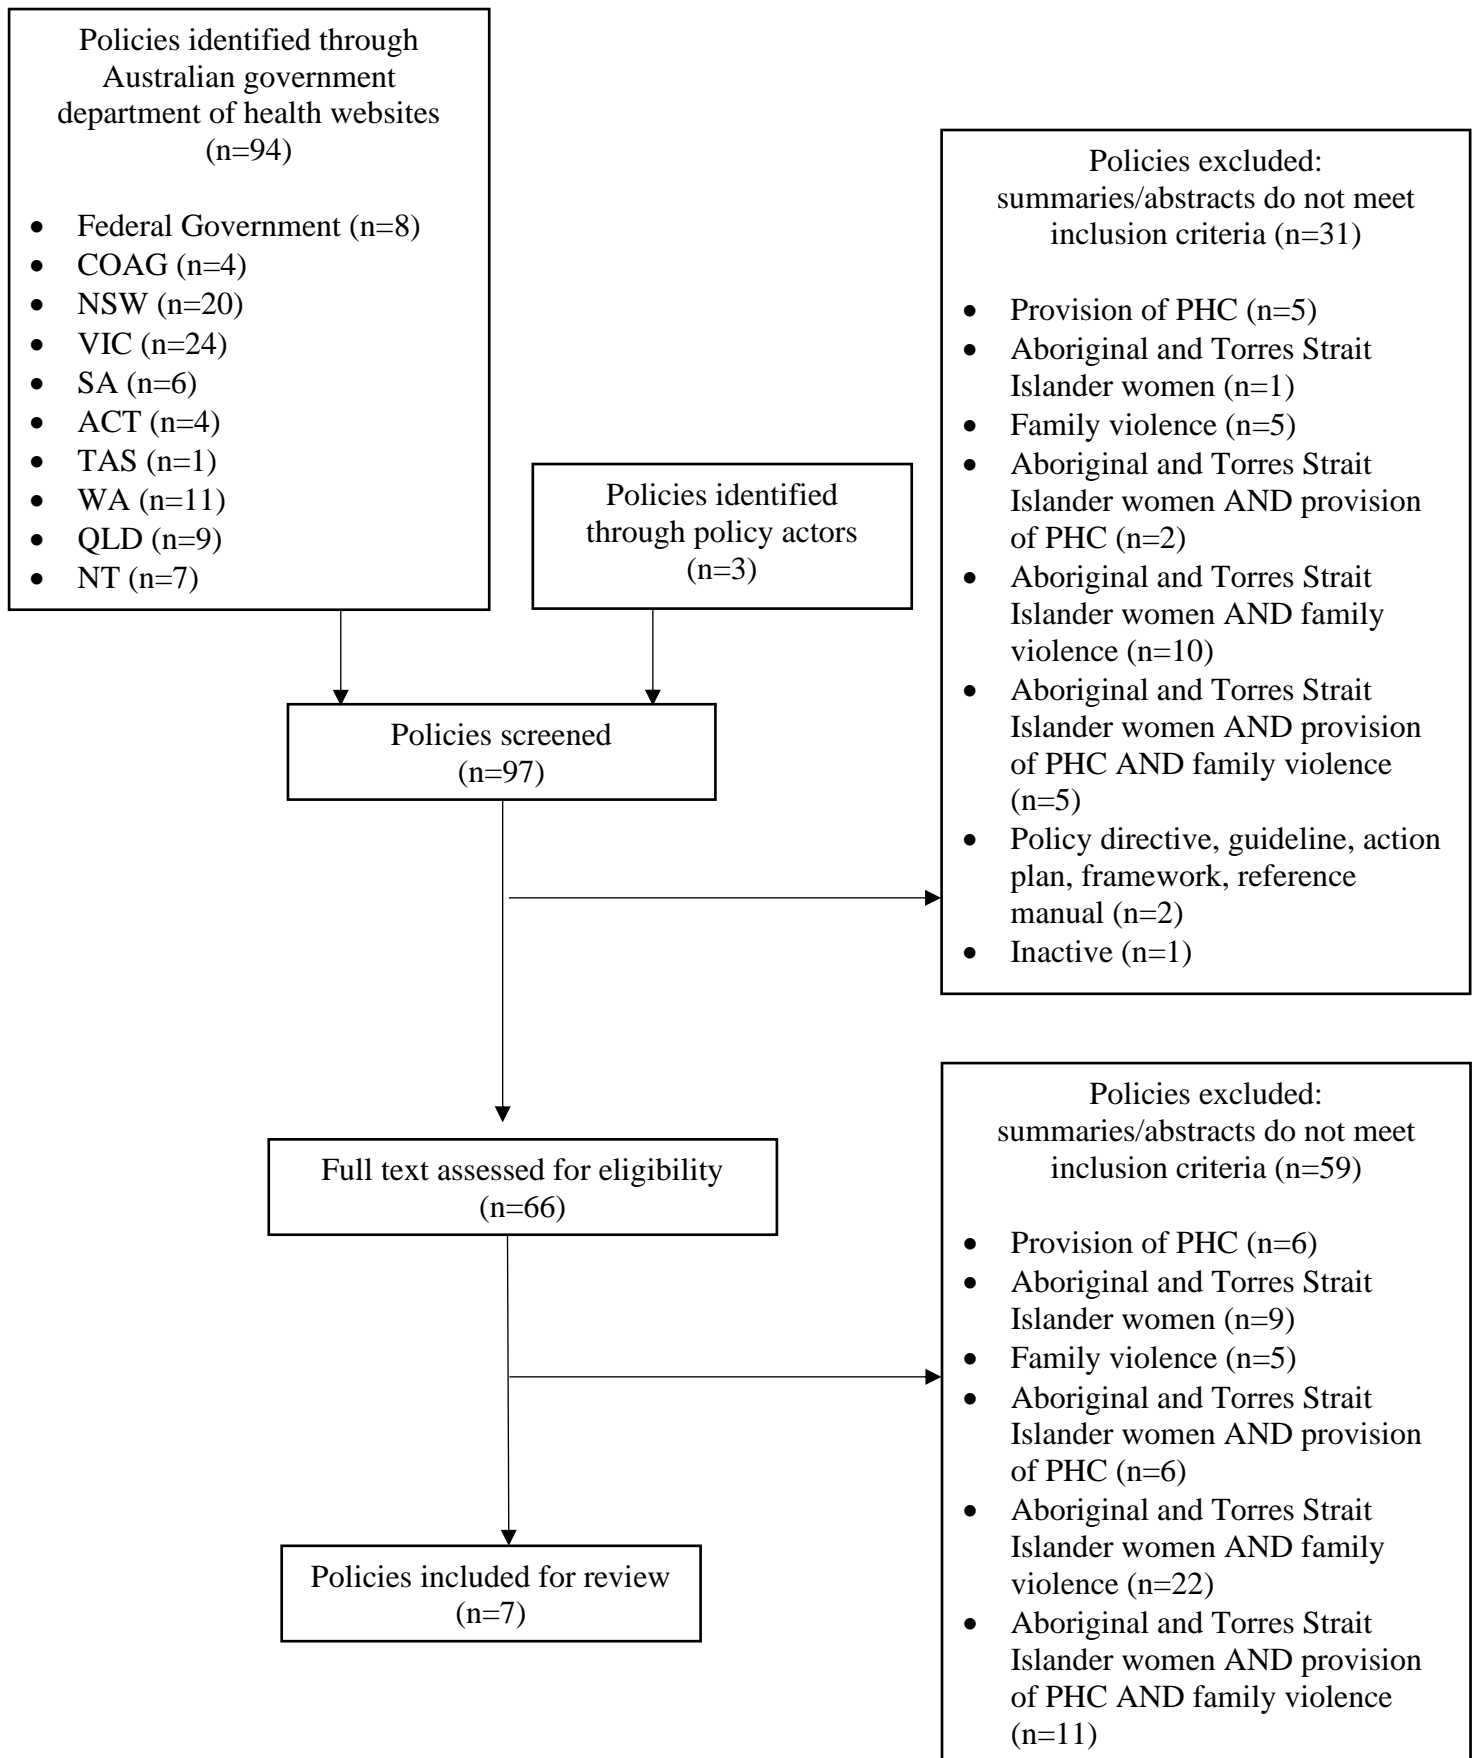 Policies identified through
Australian government
department of health websites
(n=94)
• Federal Government (n=8)
• COAG (n=4)
• NSW (n=20)
• VIC (n=24)
• SA (n=6)
• ACT (n=4)
• TAS (n=1)
• WA (n=11)
• QLD (n=9)
• NT (n=7)
Policies identified
through policy actors
(n=3)
Policies screened
(n=97)
Policies excluded:
summaries/abstracts do not meet
inclusion criteria (n=31)
• Provision of PHC (n=5)
• Aboriginal and Torres Strait
Islander women (n=1)
• Family violence (n=5)
• Aboriginal and Torres Strait
Islander women AND provision
of PHC (n=2)
• Aboriginal and Torres Strait
Islander women AND family
violence (n=10)
• Aboriginal and Torres Strait
Islander women AND provision
of PHC AND family violence
(n=5)
• Policy directive, guideline, action
plan, framework, reference
manual (n=2)
• Inactive (n=1)
Full text assessed for eligibility
(n=66)
Policies excluded:
summaries/abstracts do not meet
inclusion criteria (n=59)
• Provision of PHC (n=6)
• Aboriginal and Torres Strait
Islander women (n=9)
• Family violence (n=5)
• Aboriginal and Torres Strait
Islander women AND provision
of PHC (n=6)
• Aboriginal and Torres Strait
Islander women AND family
violence (n=22)
• Aboriginal and Torres Strait
Islander women AND provision
of PHC AND family violence
(n=11)
Policies included for review
(n=7)